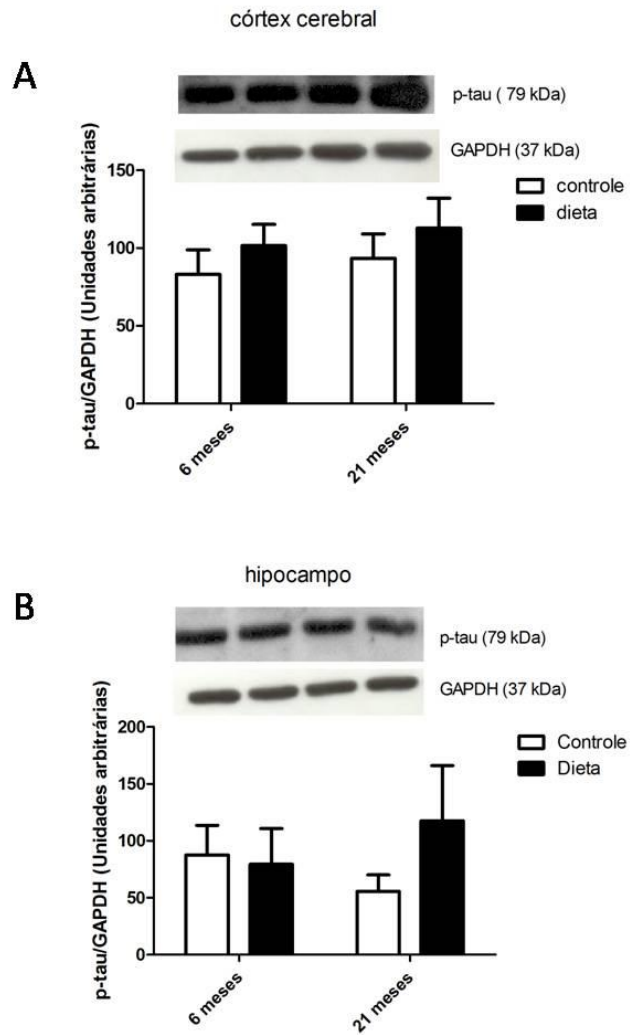 córtex cerebral
A
p-tau ( 79 kDa)
GAPDH (37 kDa)
p-tau/GAPDH (Unidades arbitrárias)
150
100
50
0
controle
dieta
6 meses
21 meses
hipocampo
B
p-tau (79 kDa)
GAPDH (37 kDa)
p-tau/GAPDH (Unidades arbitrárias)
200
150
100
50
0
Controle
Dieta
6 meses
21 meses